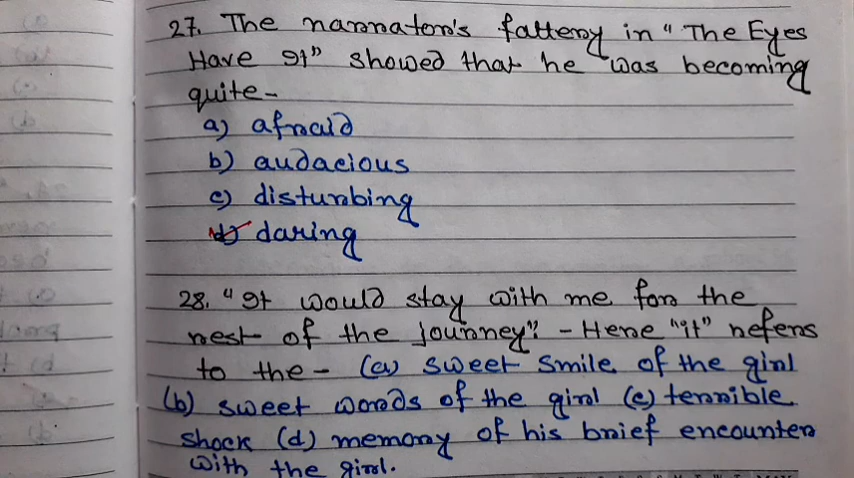 27. The narrator's fattery in "The Eyes
Have It" showed that he was becoming
quite-
a) afraid
b) audacious
c) disturbing
d) daring
28. "It would stay with me for the
rest of the journey". - Here "it" refers
to the - (a) sweet smile of the girl
(b) sweet words of the girl (c) terrible
shock (d) memory of his brief encounter
with the girl.